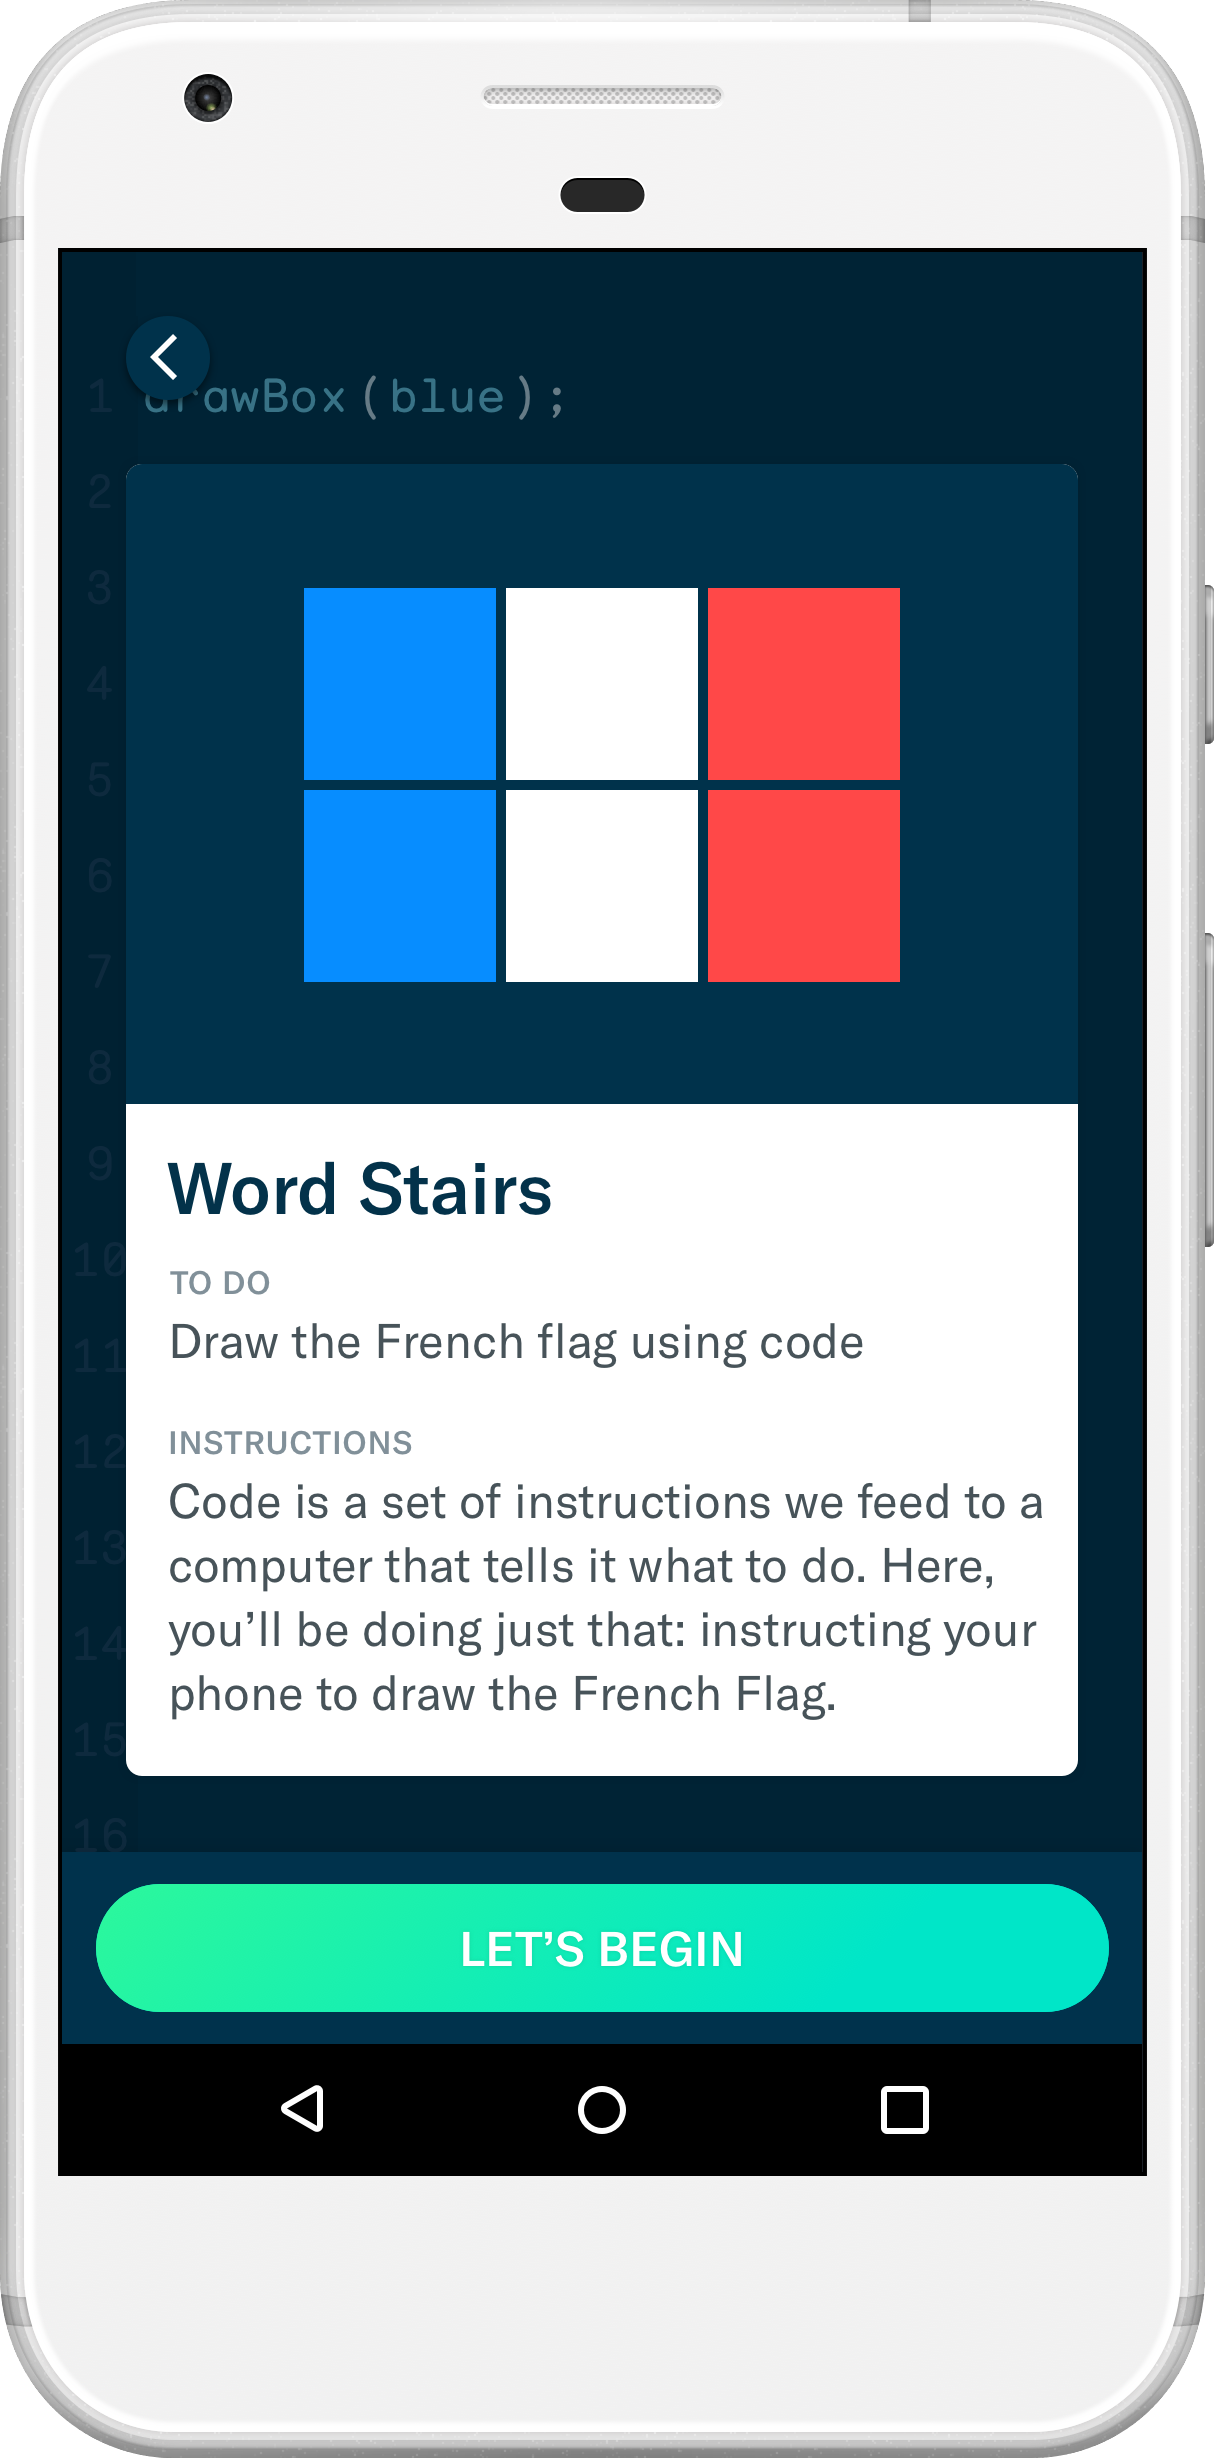 1 drawBox(blue);
2
3
4
5
6
7
8
9
10
11
12
13
14
15
16
Word Stairs
TO DO
Draw the French flag using code
INSTRUCTIONS
Code is a set of instructions we feed to a
computer that tells it what to do. Here,
you’ll be doing just that: instructing your
phone to draw the French Flag.
LET’S BEGIN